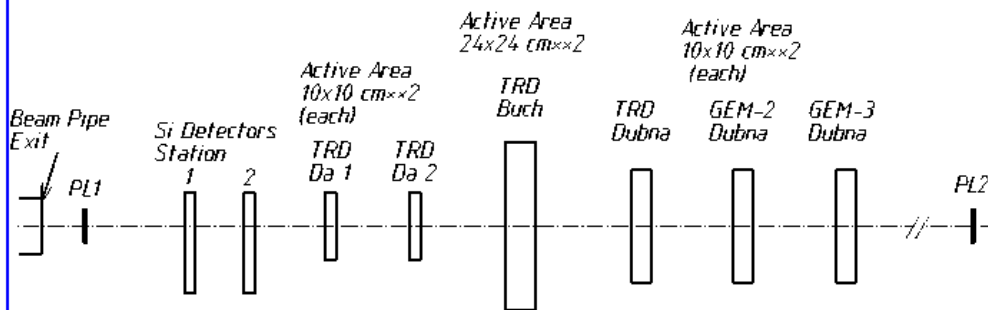 Active Area
24x24 cm××2
Active Area
10x10 cm××2
(each)
Active Area
10x10 cm××2
(each)
TRD
Buch
Beam Pipe
Exit
Si Detectors
Station
1 2
TRD
Da 1
TRD
Da 2
TRD
Dubna
GEM-2
Dubna
GEM-3
Dubna
PL1
PL2